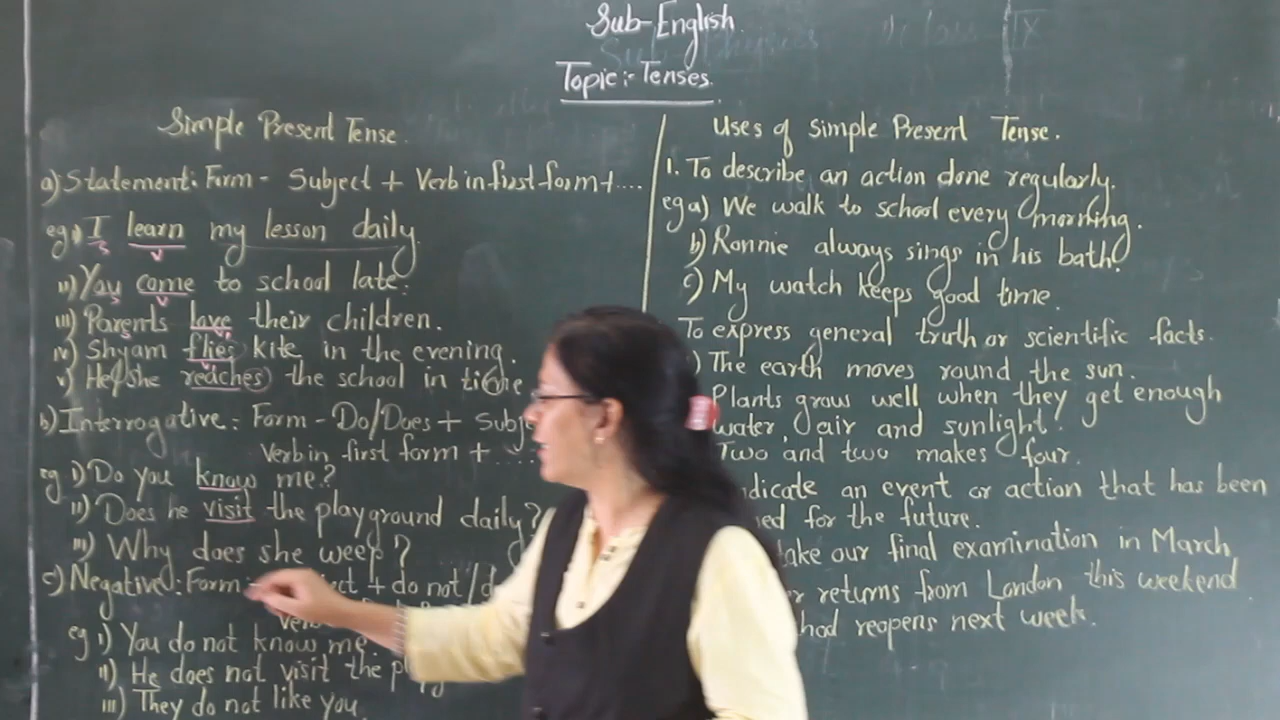 Sub-English
Topic:- Tenses.
Simple Present Tense.
a) Statement: Form - Subject + Verb in first form + ....
eg i) I learn my lesson daily.
ii) You come to school late.
iii) Parents love their children.
iv) Shyam flies kite in the evening.
v) He/she reaches the school in time
b) Interrogative: Form - Do/Does +
Verb in first form + ....
eg i) Do you know me?
ii) Does he visit the playground daily?
iii) Why does she weep?
c) Negative: Form + do not/
eg i) You do not know me.
ii) He does not visit the
iii) They do not like you.
Uses of Simple Present Tense.
1. To describe an action done regularly.
eg a) We walk to school every morning.
b) Ronnie always sings in his bath.
c) My watch keeps good time.
To express general truth or scientific facts.
The earth moves round the sun.
Plants grow well when they get enough
water, air and sunlight.
Two and two makes four.
an event or action that has been
for the future.
our final examination in March
returns from London this weekend.
reopens next week.